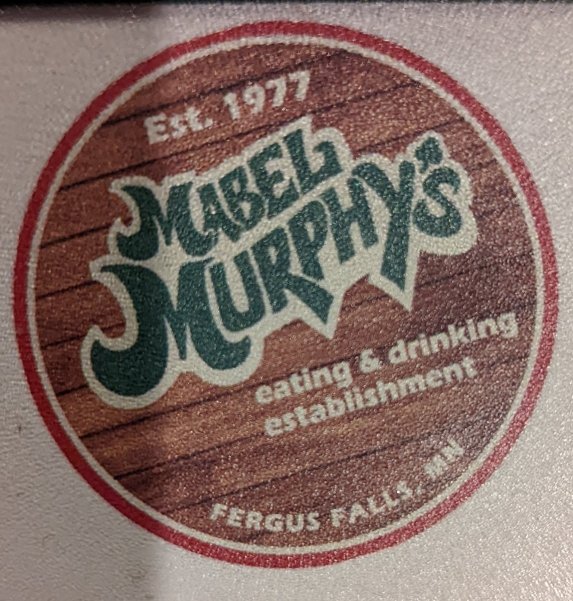 Est. 1977
MABEL
MURPHY'S
eating & drinking
establishment
FERGUS FALLS, MN